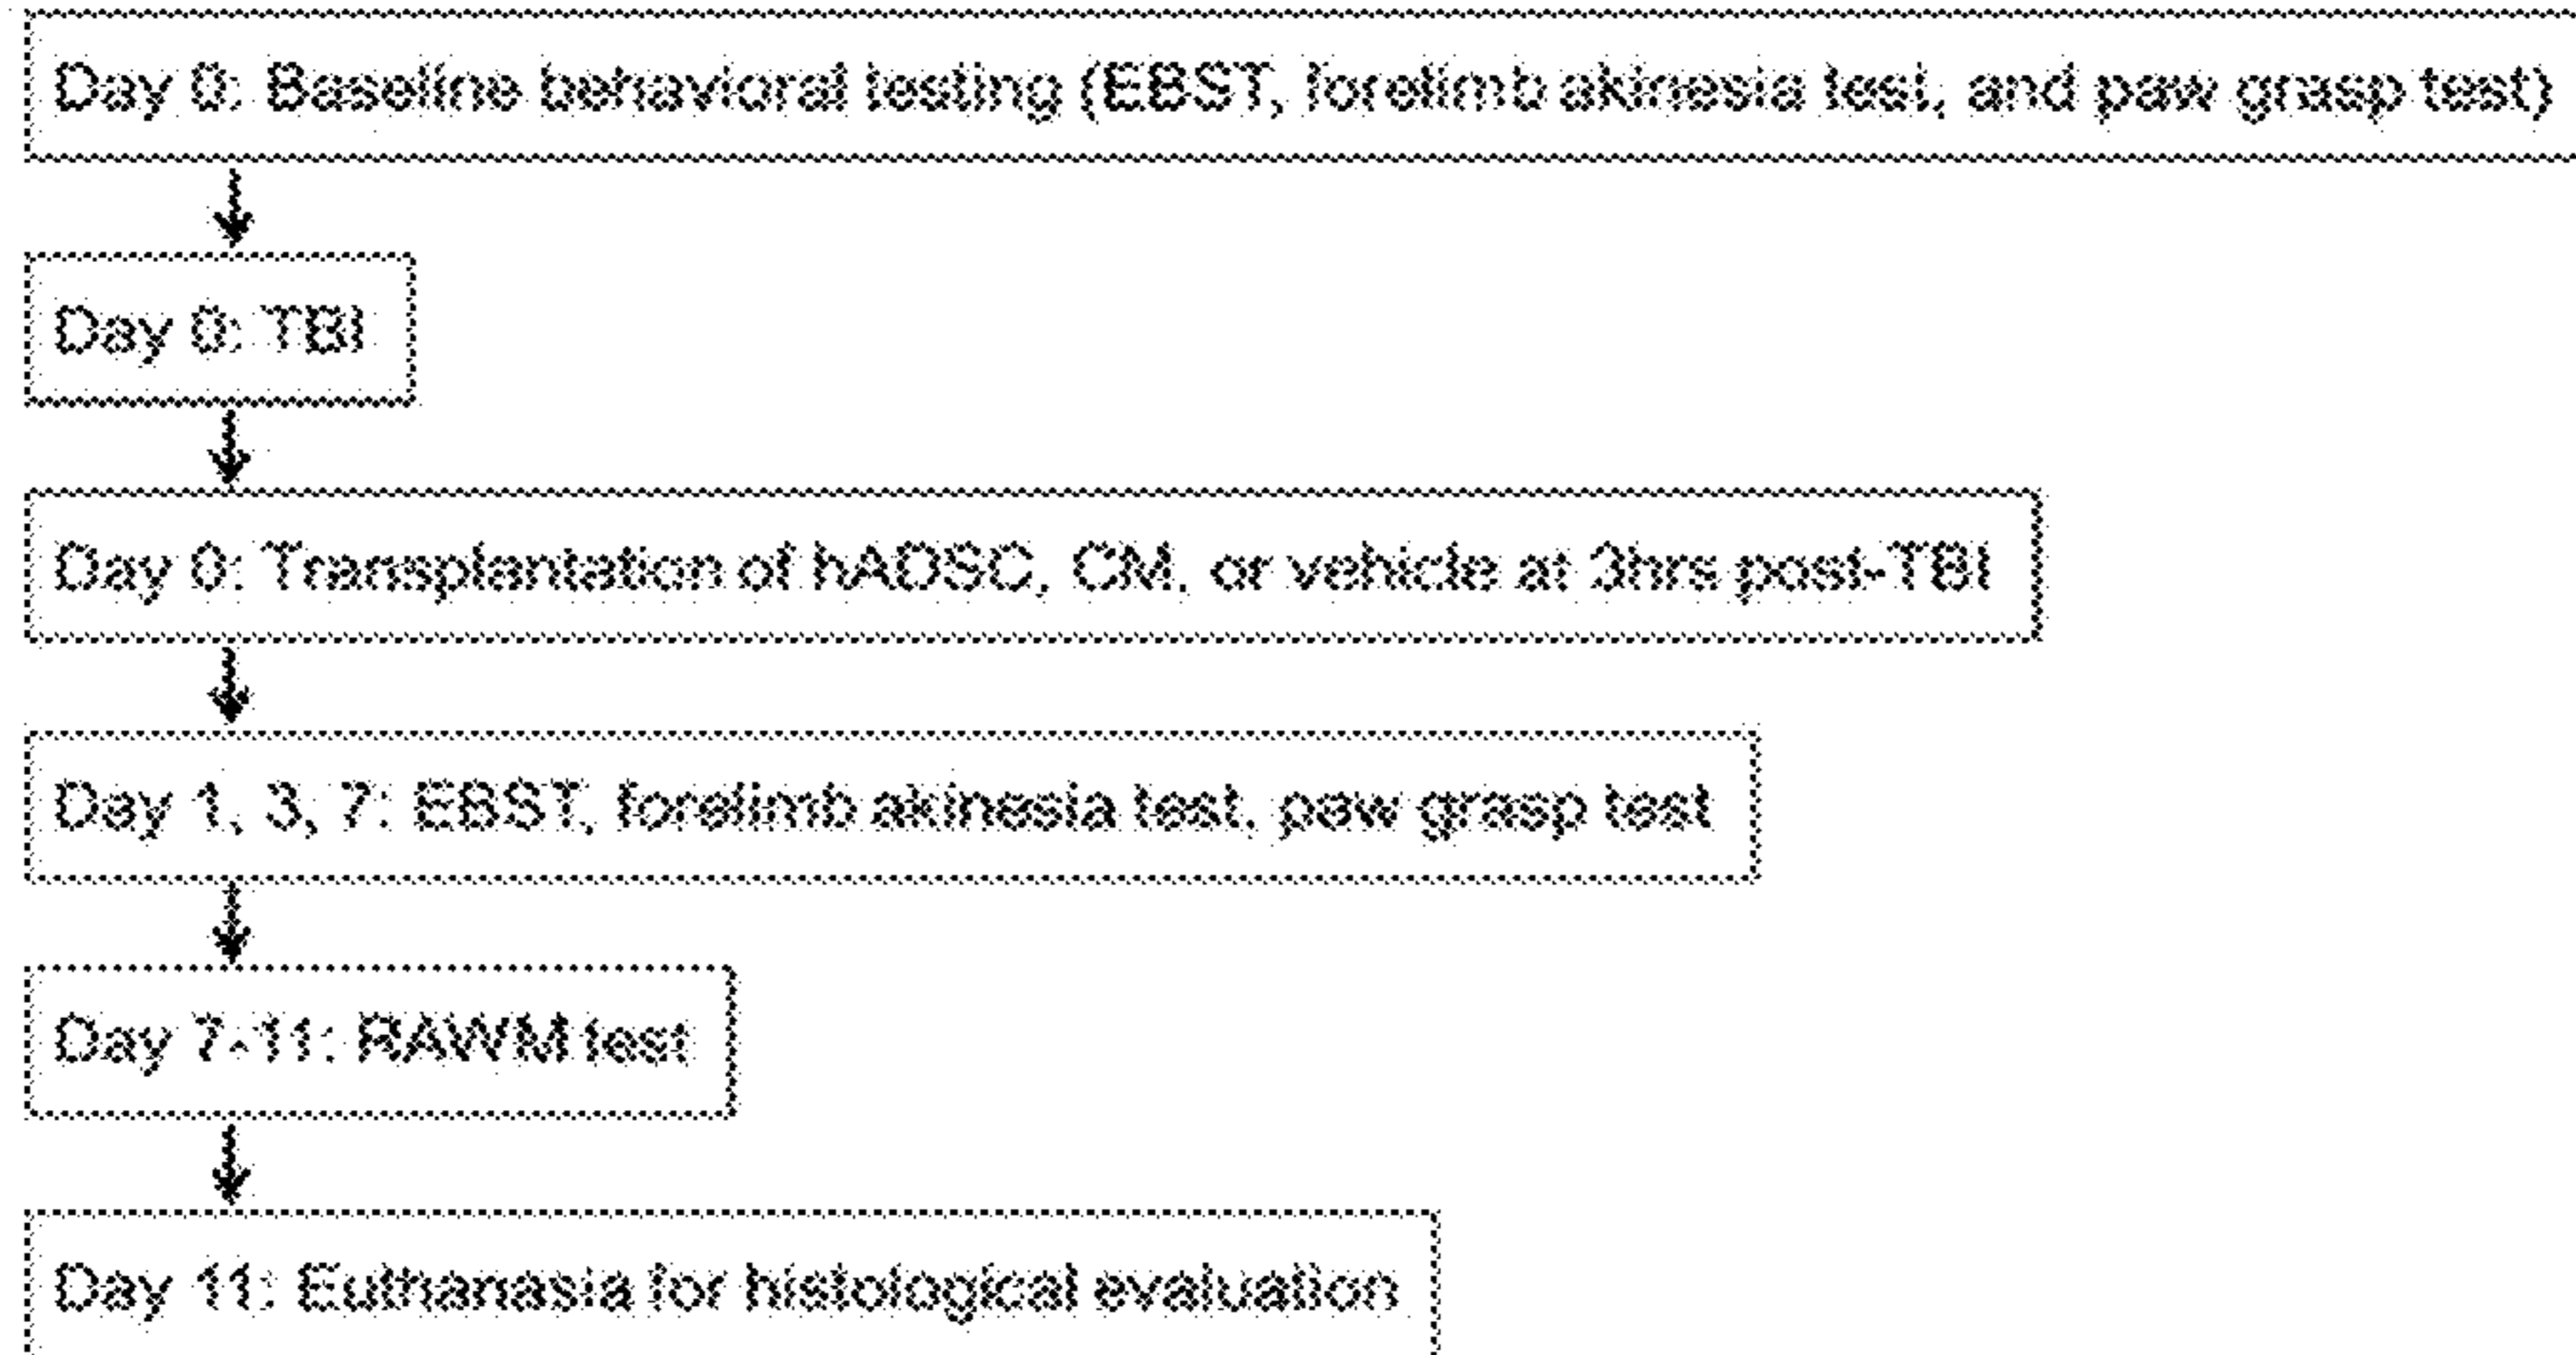 Day 0: Baseline behavioral testing (EBST, forelimb akinesia test, and paw grasp test)
Day 0: TBI
Day 0: Transplantation of hADSC, CM, or vehicle at 3hrs post-TBI
Day 1, 3, 7: EBST, forelimb akinesia test, paw grasp test
Day 7-11: RAWM test
Day 11: Euthanasia for histological evaluation